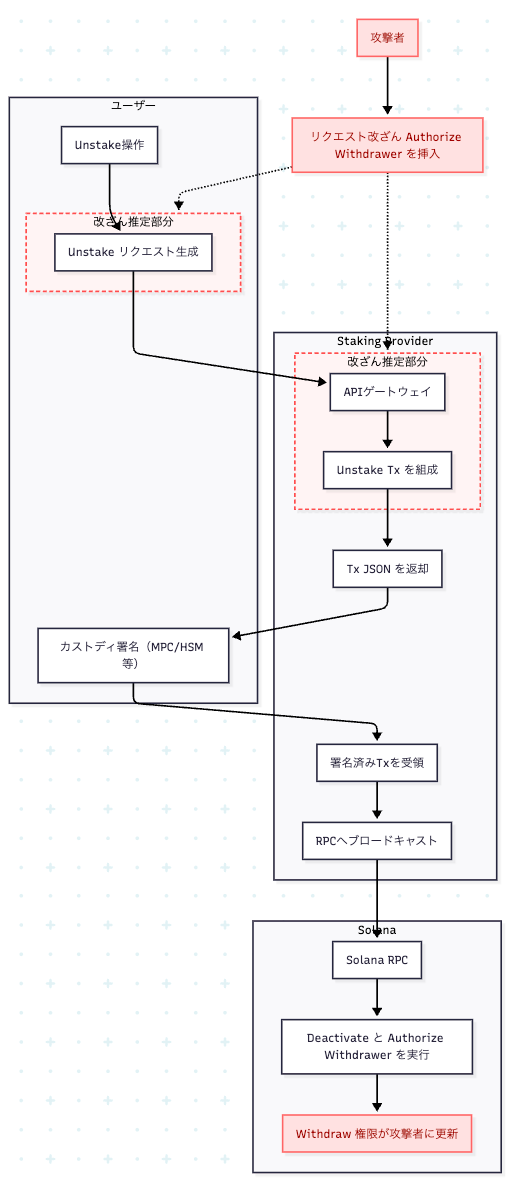 攻撃者
リクエスト改ざん Authorize
Withdrawer を挿入
ユーザー
Unstake操作
改ざん推定部分
Unstake リクエスト生成
Staking Provider
改ざん推定部分
APIゲートウェイ
Unstake Tx を組成
Tx JSON を返却
カストディ署名（MPC/HSM
等）
署名済みTxを受領
RPCへブロードキャスト
Solana
Solana RPC
Deactivate と Authorize
Withdrawer を実行
Withdraw 権限が攻撃者に更新